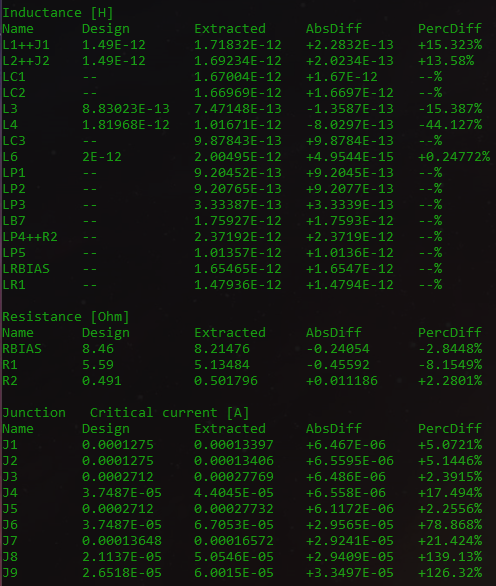 Inductance [H]
Name Design Extracted AbsDiff PercDiff
L1++J1 1.49E-12 1.71832E-12 +2.2832E-13 +15.323%
L2++J2 1.49E-12 1.69234E-12 +2.0234E-13 +13.58%
LC1 -- 1.67004E-12 +1.67E-12 --%
LC2 -- 1.66969E-12 +1.6697E-12 --%
L3 8.83023E-13 7.47148E-13 -1.3587E-13 -15.387%
L4 1.81968E-12 1.01671E-12 -8.0297E-13 -44.127%
LC3 -- 9.87843E-13 +9.8784E-13 --%
L6 2E-12 2.00495E-12 +4.9544E-15 +0.24772%
LP1 -- 9.20452E-13 +9.2045E-13 --%
LP2 -- 9.20765E-13 +9.2077E-13 --%
LP3 -- 3.33387E-13 +3.3339E-13 --%
LB7 -- 1.75927E-12 +1.7593E-12 --%
LP4++R2 -- 2.37192E-12 +2.3719E-12 --%
LP5 -- 1.01357E-12 +1.0136E-12 --%
LRBIAS -- 1.65465E-12 +1.6547E-12 --%
LR1 -- 1.47936E-12 +1.4794E-12 --%
Resistance [Ohm]
Name Design Extracted AbsDiff PercDiff
RBIAS 8.46 8.21476 -0.24054 -2.8448%
R1 5.59 5.13484 -0.45592 -8.1549%
R2 0.491 0.501796 +0.011186 +2.2801%
Junction Critical current [A]
Name Design Extracted AbsDiff PercDiff
J1 0.0001275 0.00013397 +6.467E-06 +5.0721%
J2 0.0001275 0.00013406 +6.5595E-06 +5.1446%
J3 0.0002712 0.00027769 +6.486E-06 +2.3915%
J4 3.7487E-05 4.4045E-05 +6.558E-06 +17.494%
J5 0.0002712 0.00027732 +6.1172E-06 +2.2556%
J6 3.7487E-05 6.7053E-05 +2.9565E-05 +78.868%
J7 0.00013648 0.00016572 +2.9241E-05 +21.424%
J8 2.1137E-05 5.0546E-05 +2.9409E-05 +139.13%
J9 2.6518E-05 6.0015E-05 +3.3497E-05 +126.32%